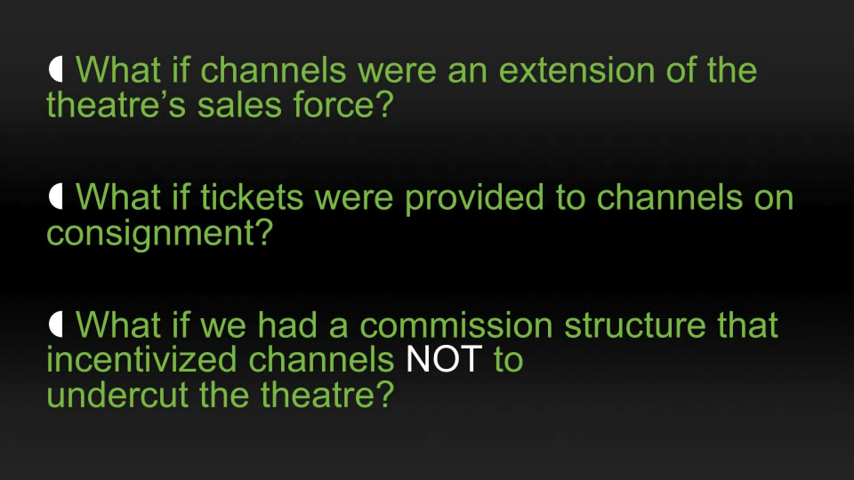 What if channels were an extension of the
theatre’s sales force?
What if tickets were provided to channels on
consignment?
What if we had a commission structure that
incentivized channels NOT to
undercut the theatre?